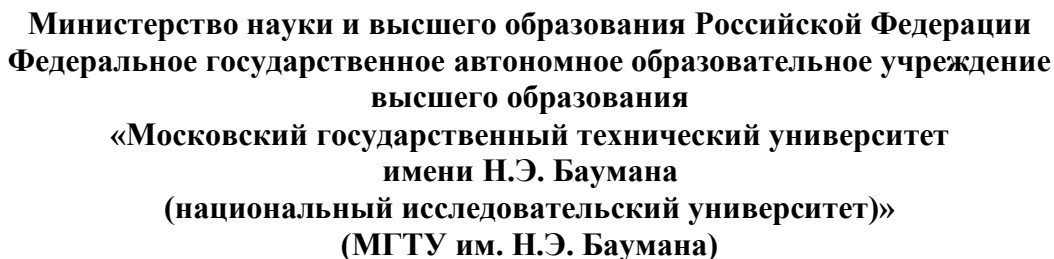 Министерство науки и высшего образования Российской Федерации
Федеральное государственное автономное образовательное учреждение
высшего образования
«Московский государственный технический университет
имени Н.Э. Баумана
(национальный исследовательский университет)»
(МГТУ им. Н.Э. Баумана)